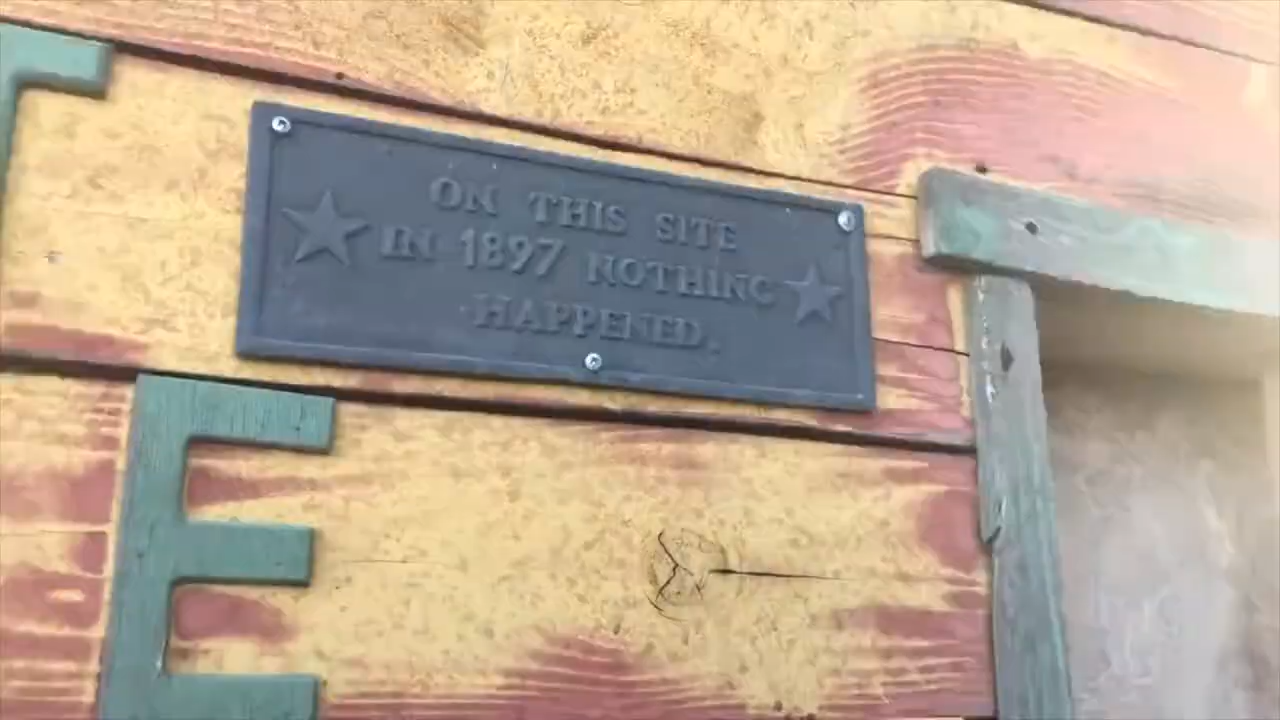 T
ON THIS SITE
IN 1897 NOTHING
HAPPENED.
E